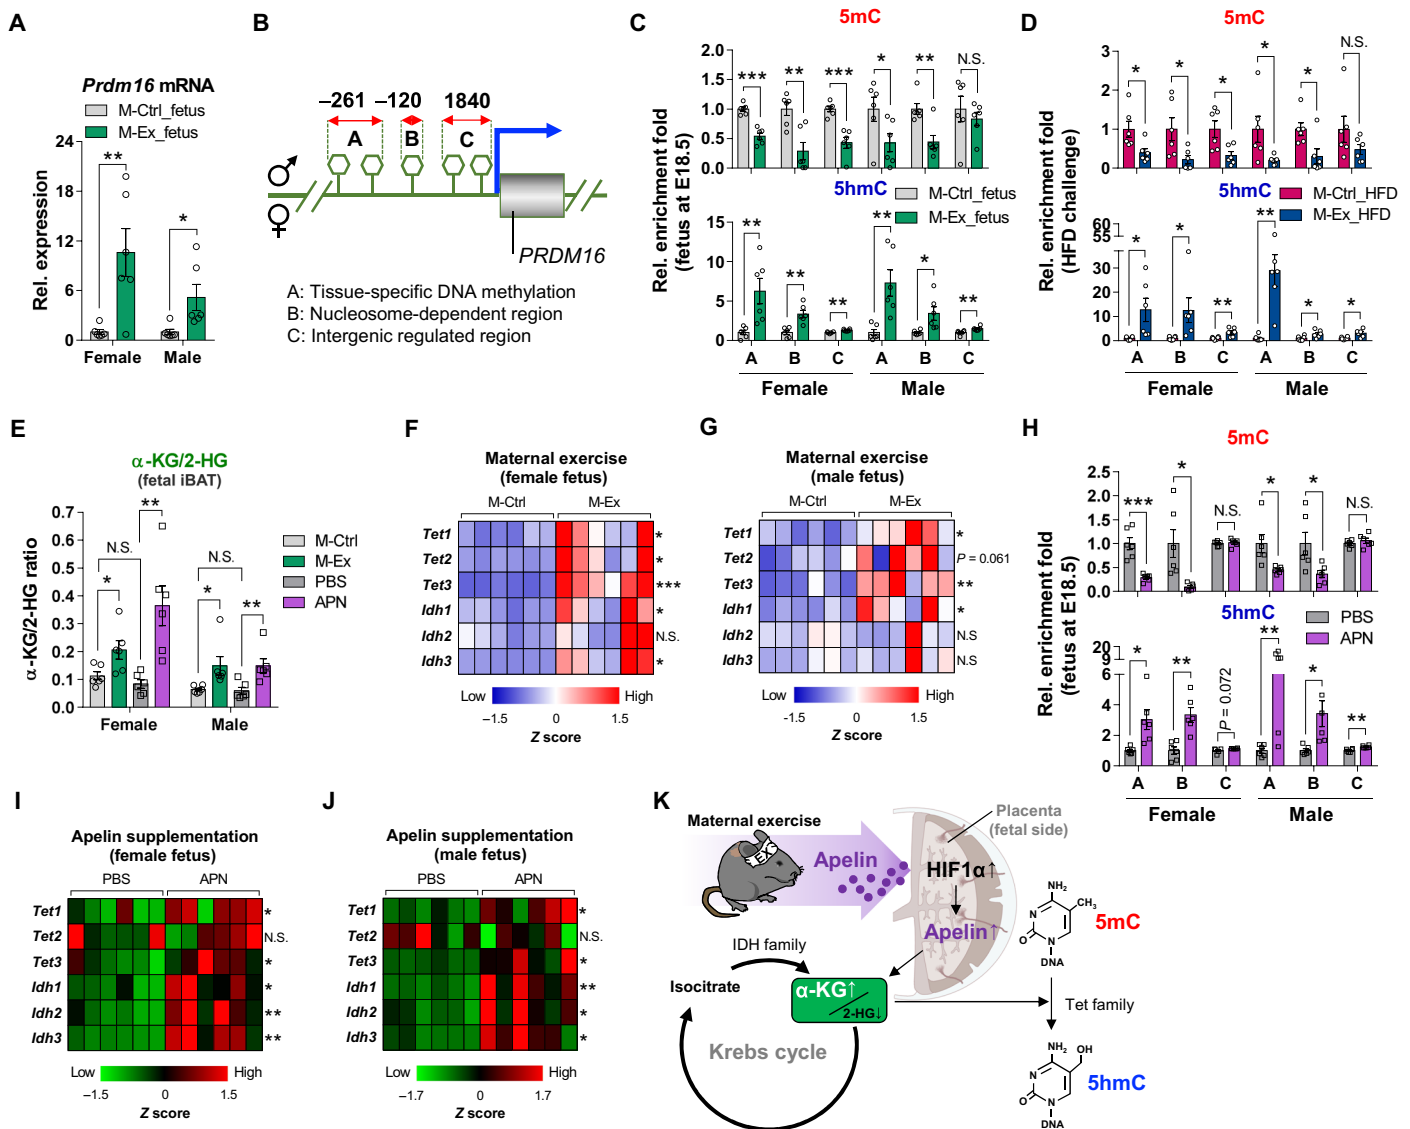 A
Prdm16 mRNA
M-Ctrl_fetus
M-Ex_fetus
Rel. expression
24
18
12
6
0
**
*
Female
Male
B
–261
–120
1840
A
B
C
♂
♀
PRDM16
A: Tissue-specific DNA methylation
B: Nucleosome-dependent region
C: Intergenic regulated region
C
5mC
Rel. enrichment fold
(fetus at E18.5)
2.0
1.5
1.0
0.5
0.0
***
**
***
*
**
N.S.
5hmC
M-Ctrl_fetus
M-Ex_fetus
15
10
5
0
**
**
**
**
*
**
A
B
C
A
B
C
Female
Male
D
5mC
Rel. enrichment fold
(HFD challenge)
3
2
1
0
*
*
*
*
*
N.S.
5hmC
M-Ctrl_HFD
M-Ex_HFD
60
55
30
20
10
0
*
*
**
**
*
*
A
B
C
A
B
C
Female
Male
E
α-KG/2-HG
(fetal iBAT)
α-KG/2-HG ratio
0.7
0.6
0.5
0.4
0.3
0.2
0.1
0.0
N.S.
*
**
N.S.
*
**
M-Ctrl
M-Ex
PBS
APN
Female
Male
F
Maternal exercise
(female fetus)
M-Ctrl
M-Ex
Tet1
*
Tet2
*
Tet3
***
Idh1
*
Idh2
N.S.
Idh3
*
Low
High
–1.5
0
1.5
Z score
G
Maternal exercise
(male fetus)
M-Ctrl
M-Ex
Tet1
*
Tet2
P = 0.061
Tet3
**
Idh1
*
Idh2
N.S
Idh3
N.S
Low
High
–1.5
0
1.5
Z score
H
5mC
Rel. enrichment fold
(fetus at E18.5)
2.5
2.0
1.5
1.0
0.5
0.0
***
*
N.S.
*
*
N.S.
5hmC
PBS
APN
20
9
6
4
2
0
*
**
P = 0.072
**
*
**
A
B
C
A
B
C
Female
Male
I
Apelin supplementation
(female fetus)
PBS
APN
Tet1
*
Tet2
N.S.
Tet3
*
Idh1
*
Idh2
**
Idh3
**
Low
High
–1.5
0
1.5
Z score
J
Apelin supplementation
(male fetus)
PBS
APN
Tet1
*
Tet2
N.S.
Tet3
*
Idh1
**
Idh2
*
Idh3
*
Low
High
–1.7
0
1.7
Z score
K
Maternal exercise
EX
Apelin
Placenta
(fetal side)
HIF1α↑
Apelin↑
IDH family
Isocitrate
α-KG↑
2-HG↓
Krebs cycle
NH2
CH3
N
O
N
DNA
5mC
Tet family
NH2
OH
N
O
N
DNA
5hmC